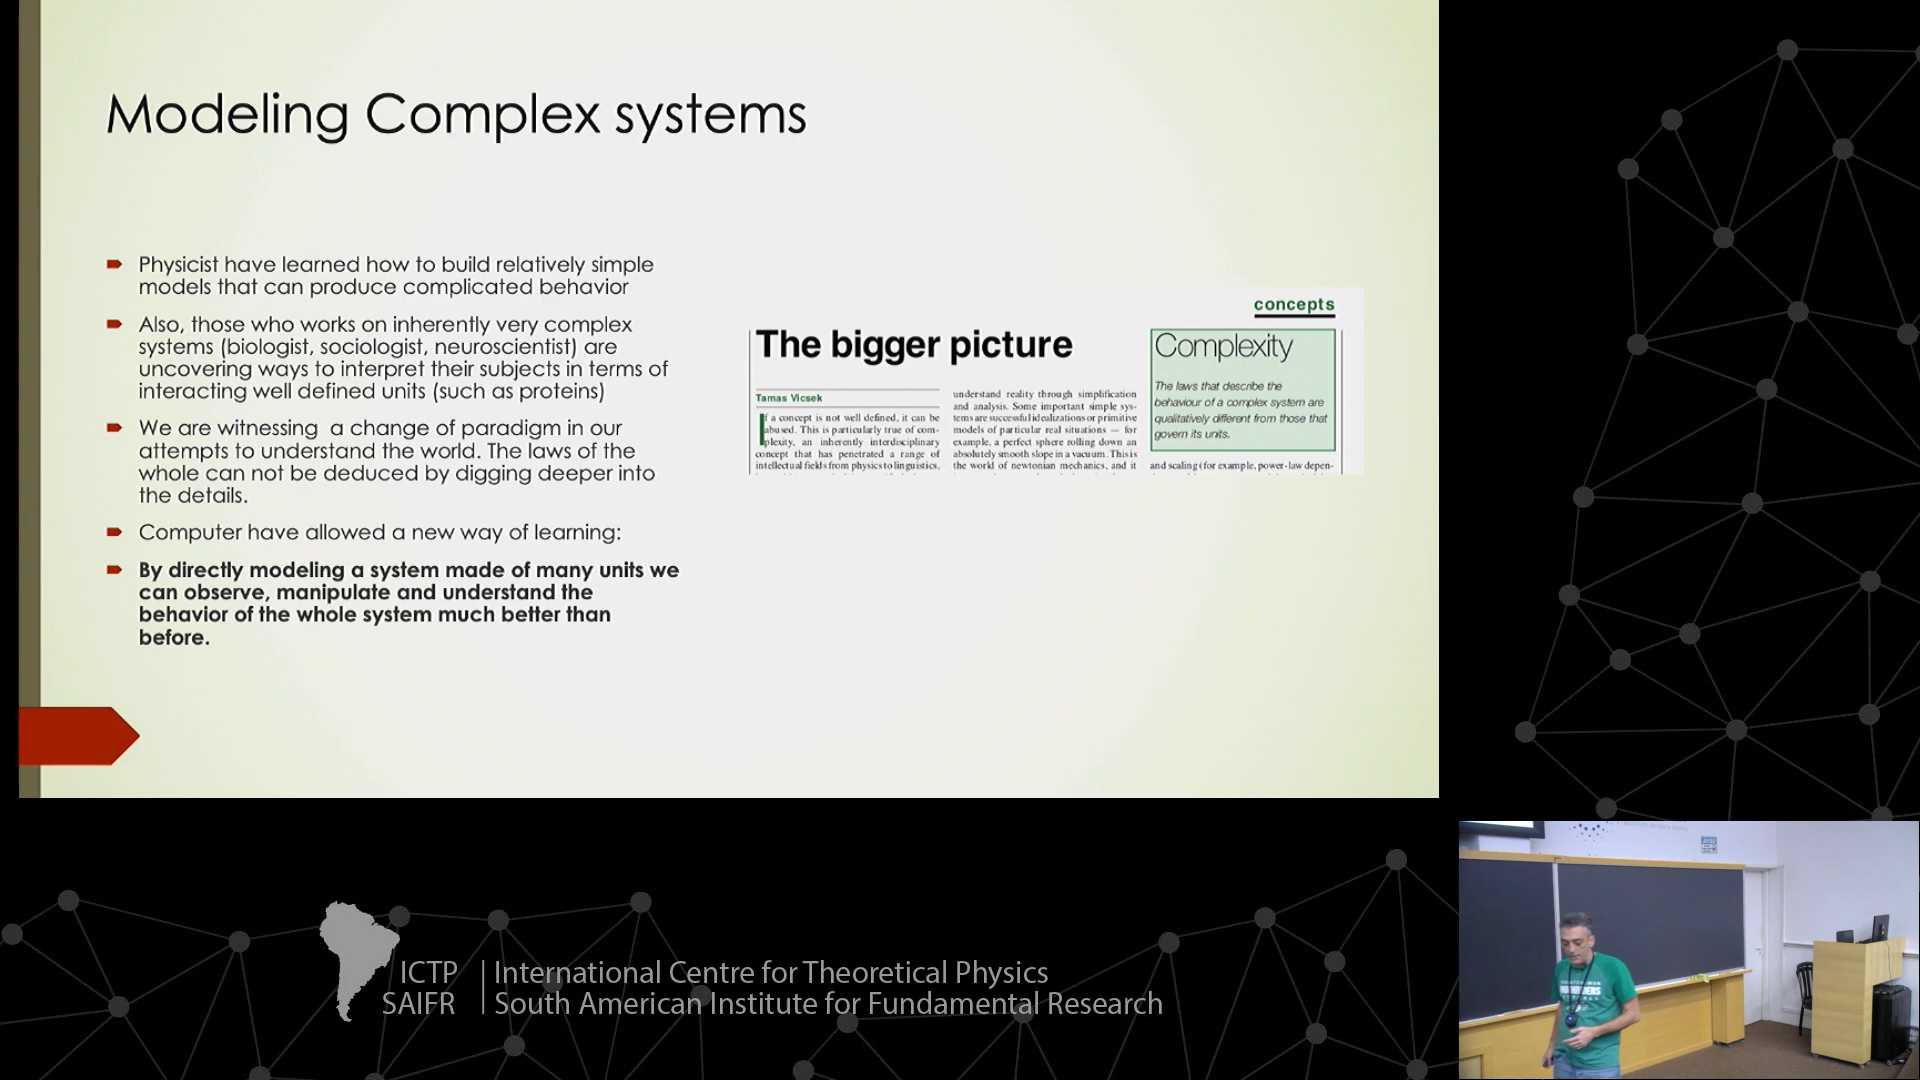 Modeling Complex systems
Physicist have learned how to build relatively simple
models that can produce complicated behavior
Also, those who works on inherently very complex
systems (biologist, sociologist, neuroscientist) are
uncovering ways to interpret their subjects in terms of
interacting well defined units (such as proteins)
We are witnessing a change of paradigm in our
attempts to understand the world. The laws of the
whole can not be deduced by digging deeper into
the details.
Computer have allowed a new way of learning:
By directly modeling a system made of many units we
can observe, manipulate and understand the
behavior of the whole system much better than
before.
concepts
The bigger picture
Tamas Vicsek
If a concept is not well defined, it can be
abused. This is particularly true of com-
plexity, an inherently interdisciplinary
concept that has penetrated a range of
intellectual fields from physics to linguistics,
understand reality through simplification
and analysis. Some important simple sys-
tems are successful idealizations or primitive
models of particular real situations — for
example, a perfect sphere rolling down an
absolutely smooth slope in a vacuum. This is
the world of newtonian mechanics, and it
Complexity
The laws that describe the
behaviour of a complex system are
qualitatively different from those that
govern its units.
and scaling (for example, power-law depen-
ICTP
SAIFR
International Centre for Theoretical Physics
South American Institute for Fundamental Research